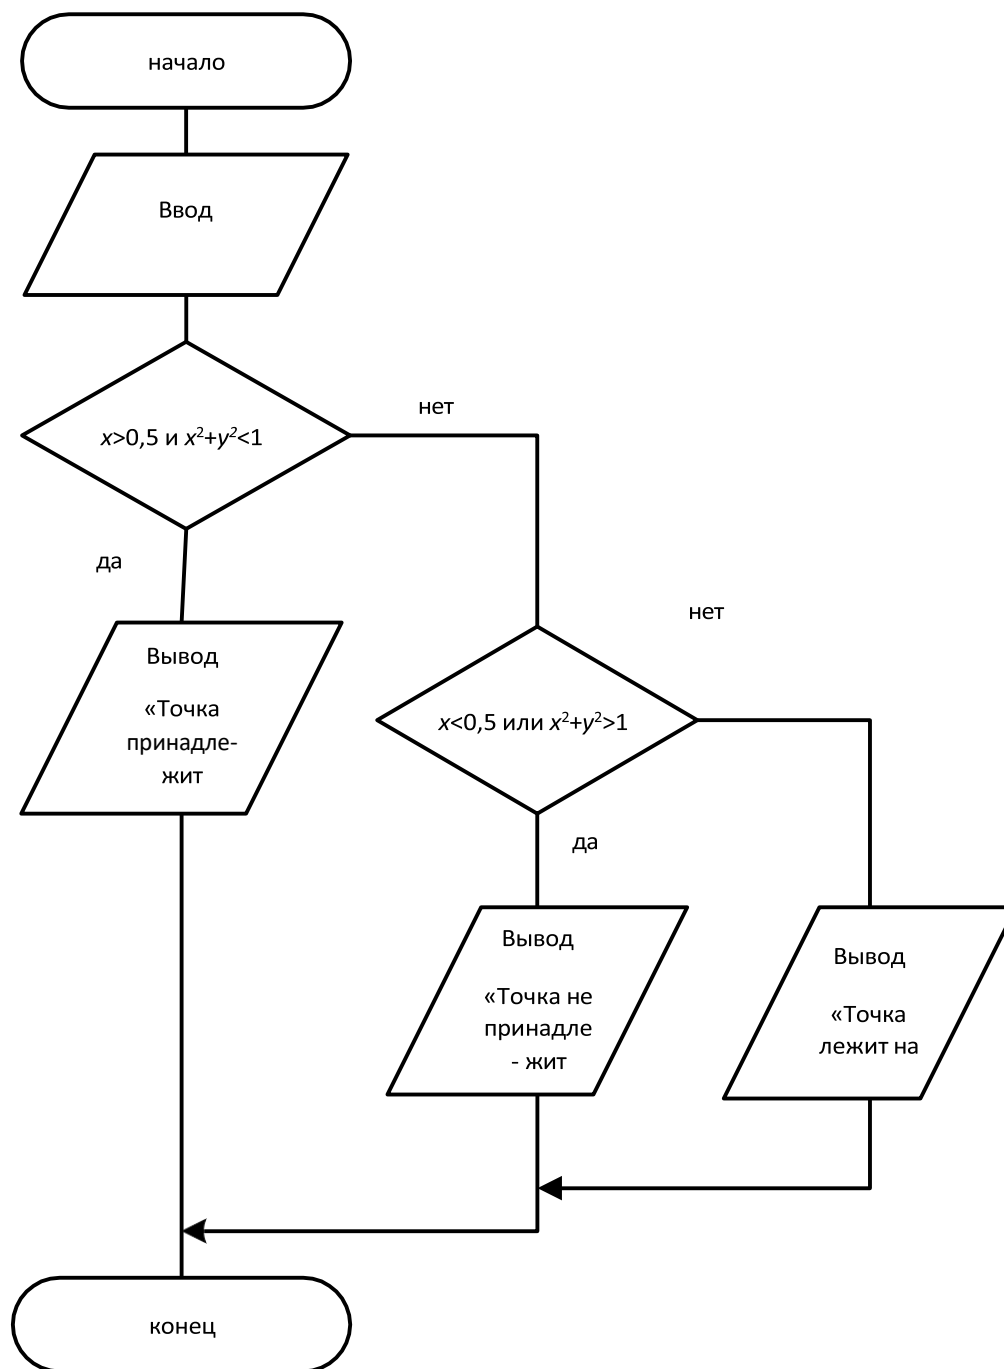 начало
Ввод
x>0,5 и x²+y²<1
нет
да
Вывод
«Точка
принадле-
жит
нет
x<0,5 или x²+y²>1
да
Вывод
«Точка не
принадле
- жит
Вывод
«Точка
лежит на
конец